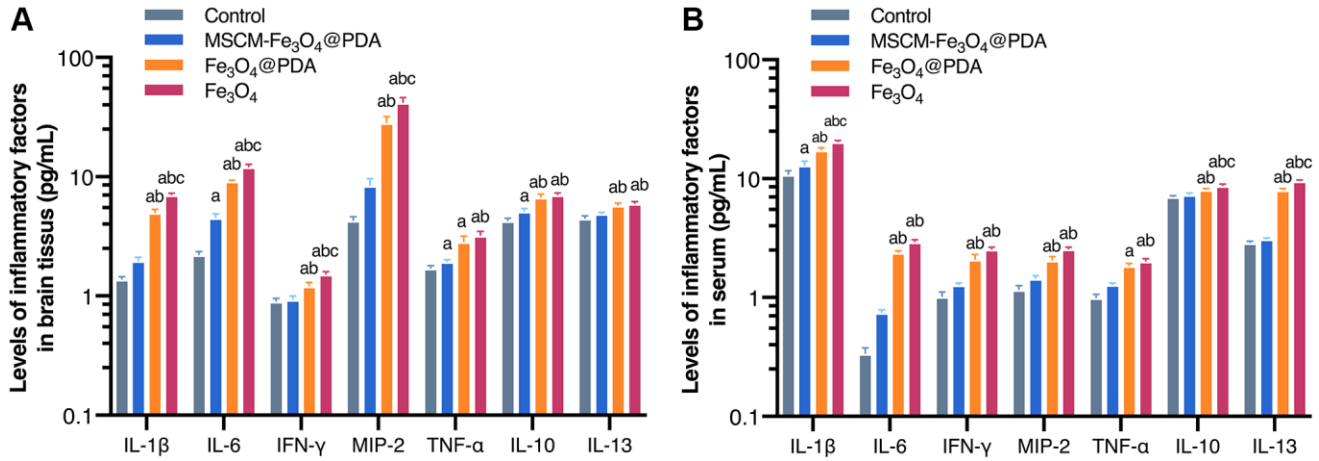 A
Control
MSCM-Fe₃O₄@PDA
Fe₃O₄@PDA
Fe₃O₄
Levels of inflammatory factors
in brain tissue (pg/mL)
100
10
1
0.1
ab
abc
a
ab
abc
ab
abc
ab
abc
a
a
ab
a
ab
ab
ab
ab
IL-1β
IL-6
IFN-γ
MIP-2
TNF-α
IL-10
IL-13
B
Control
MSCM-Fe₃O₄@PDA
Fe₃O₄@PDA
Fe₃O₄
Levels of inflammatory factors
in serum (pg/mL)
100
10
1
0.1
a
ab
abc
ab
ab
ab
ab
ab
ab
a
ab
ab
abc
ab
abc
IL-1β
IL-6
IFN-γ
MIP-2
TNF-α
IL-10
IL-13